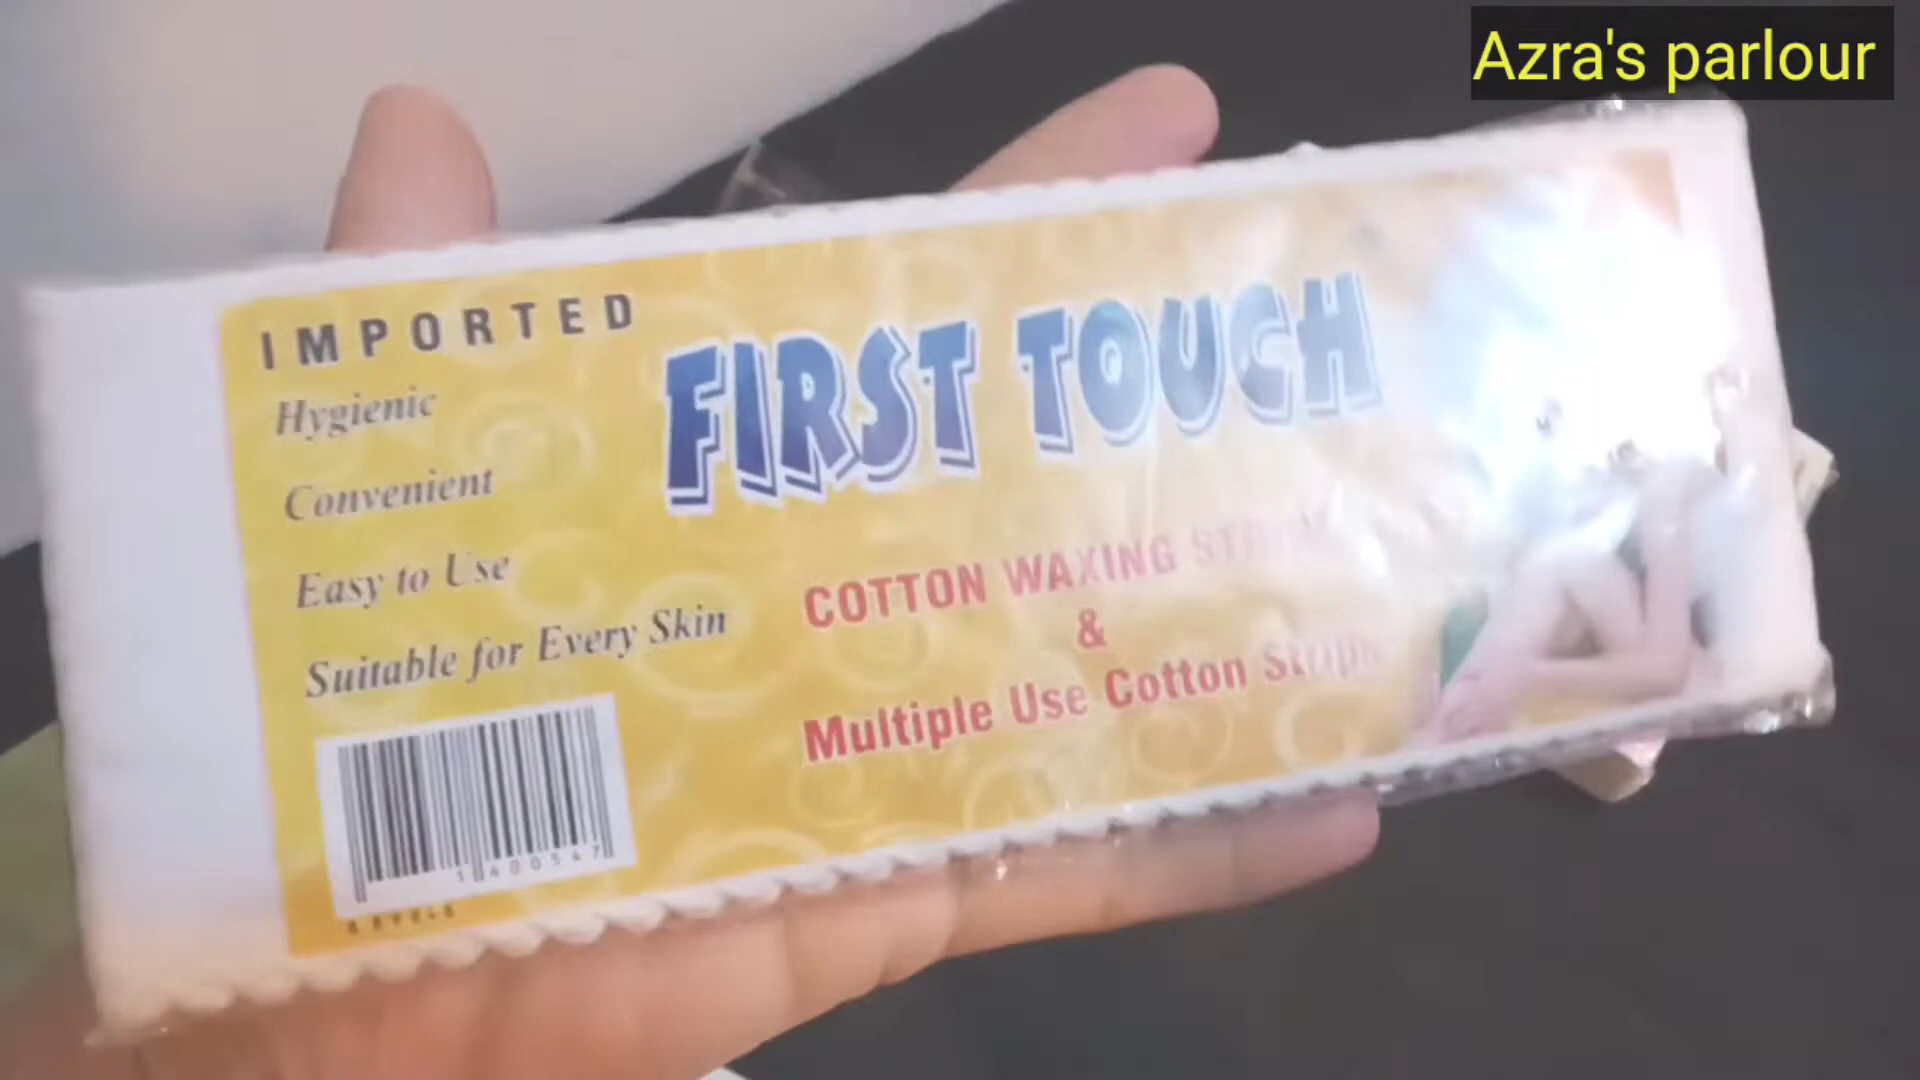 Azra's parlour
IMPORTED
Hygienic
Convenient
Easy to Use
Suitable for Every Skin
FIRST TOUCH
COTTON WAXING
&
Multiple Use Cotton Strips